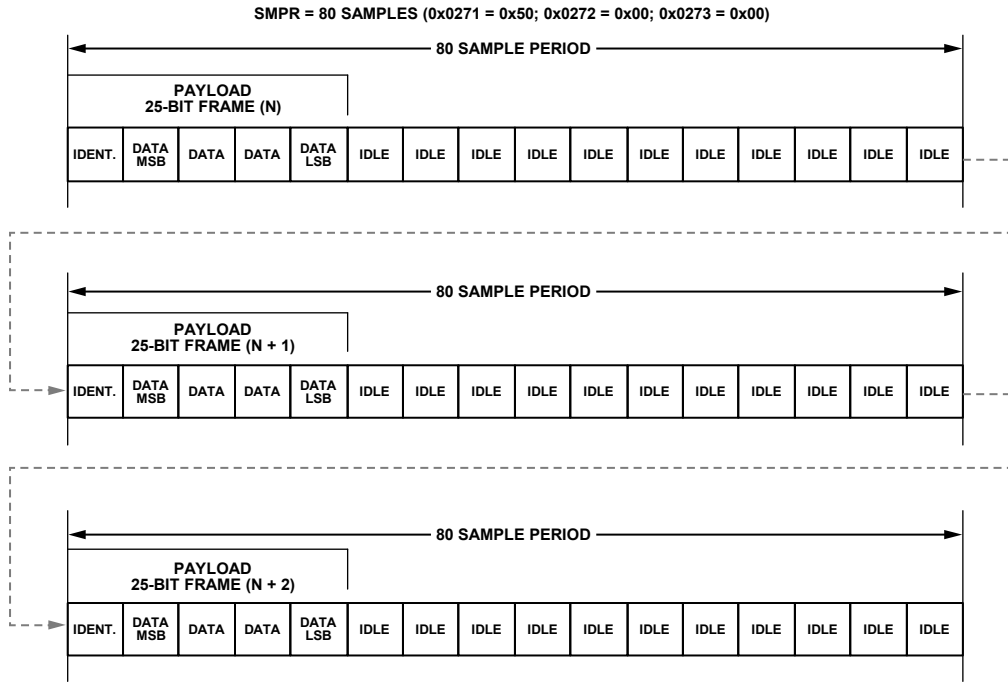 SMPR = 80 SAMPLES (0x0271 = 0x50; 0x0272 = 0x00; 0x0273 = 0x00)
80 SAMPLE PERIOD
PAYLOAD
25-BIT FRAME (N)
IDENT. DATA MSB DATA DATA DATA LSB IDLE IDLE IDLE IDLE IDLE IDLE IDLE IDLE IDLE IDLE IDLE
80 SAMPLE PERIOD
PAYLOAD
25-BIT FRAME (N + 1)
IDENT. DATA MSB DATA DATA DATA LSB IDLE IDLE IDLE IDLE IDLE IDLE IDLE IDLE IDLE IDLE IDLE
80 SAMPLE PERIOD
PAYLOAD
25-BIT FRAME (N + 2)
IDENT. DATA MSB DATA DATA DATA LSB IDLE IDLE IDLE IDLE IDLE IDLE IDLE IDLE IDLE IDLE IDLE